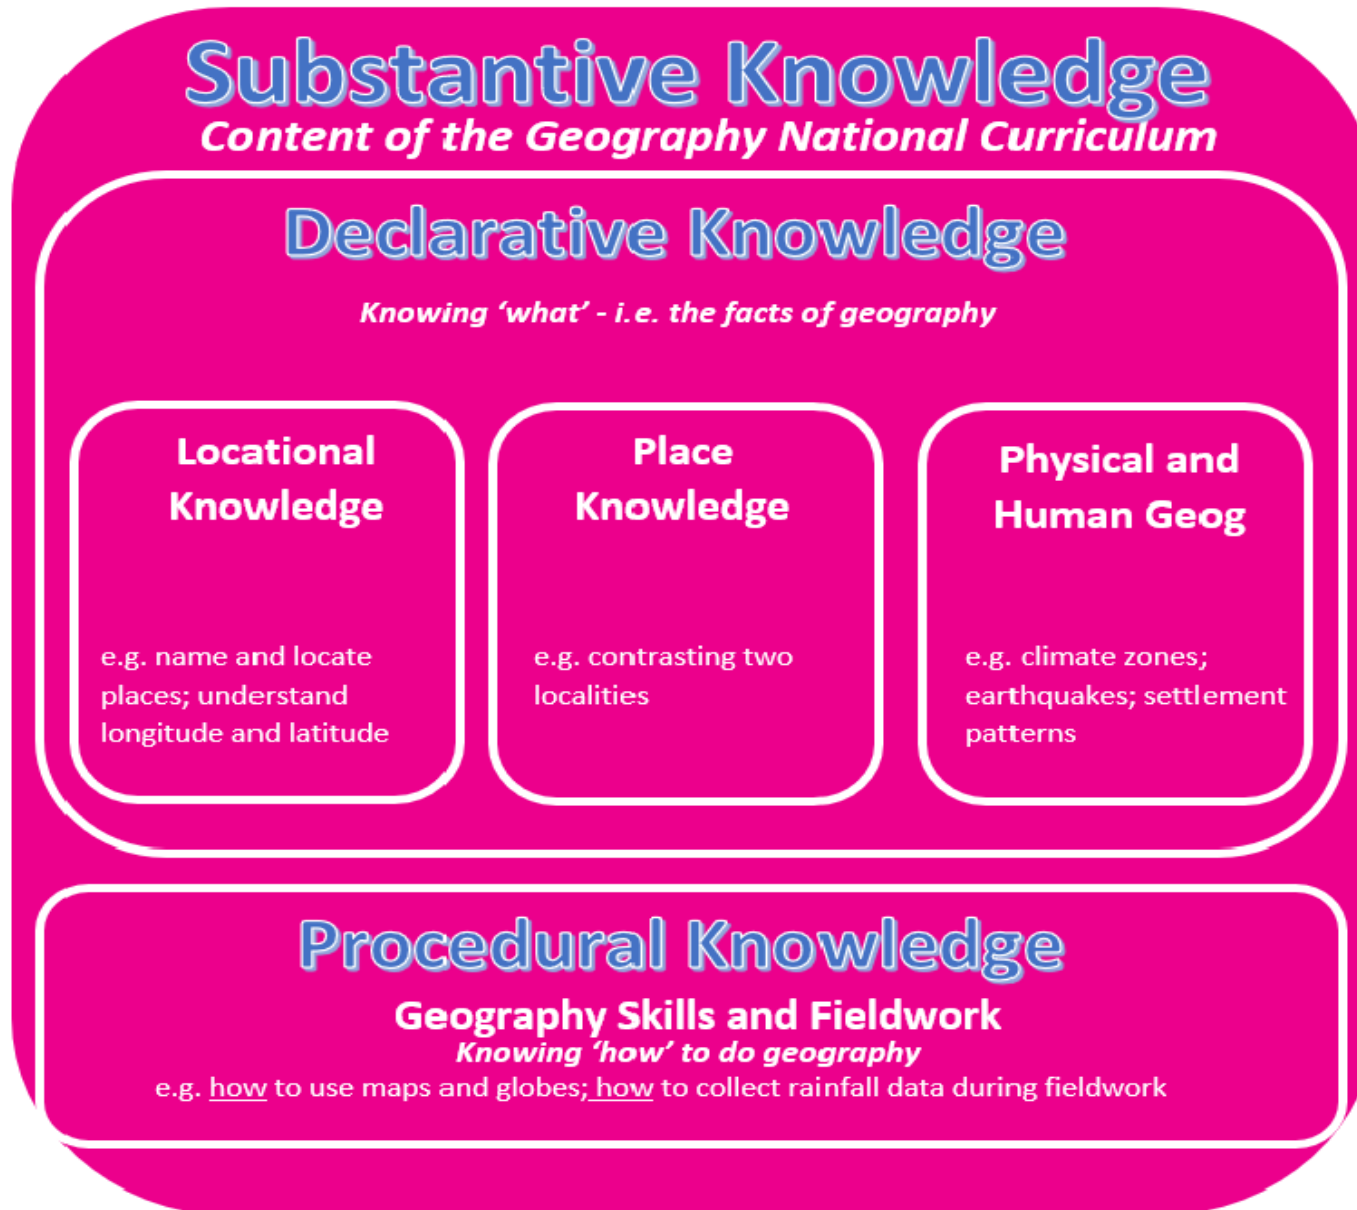 Substantive Knowledge
Content of the Geography National Curriculum
Declarative Knowledge
Knowing ‘what’ - i.e. the facts of geography
Locational
Knowledge
e.g. name and locate
places; understand
longitude and latitude
Place
Knowledge
e.g. contrasting two
localities
Physical and
Human Geog
e.g. climate zones;
earthquakes; settlement
patterns
Procedural Knowledge
Geography Skills and Fieldwork
Knowing ‘how’ to do geography
e.g. how to use maps and globes; how to collect rainfall data during fieldwork